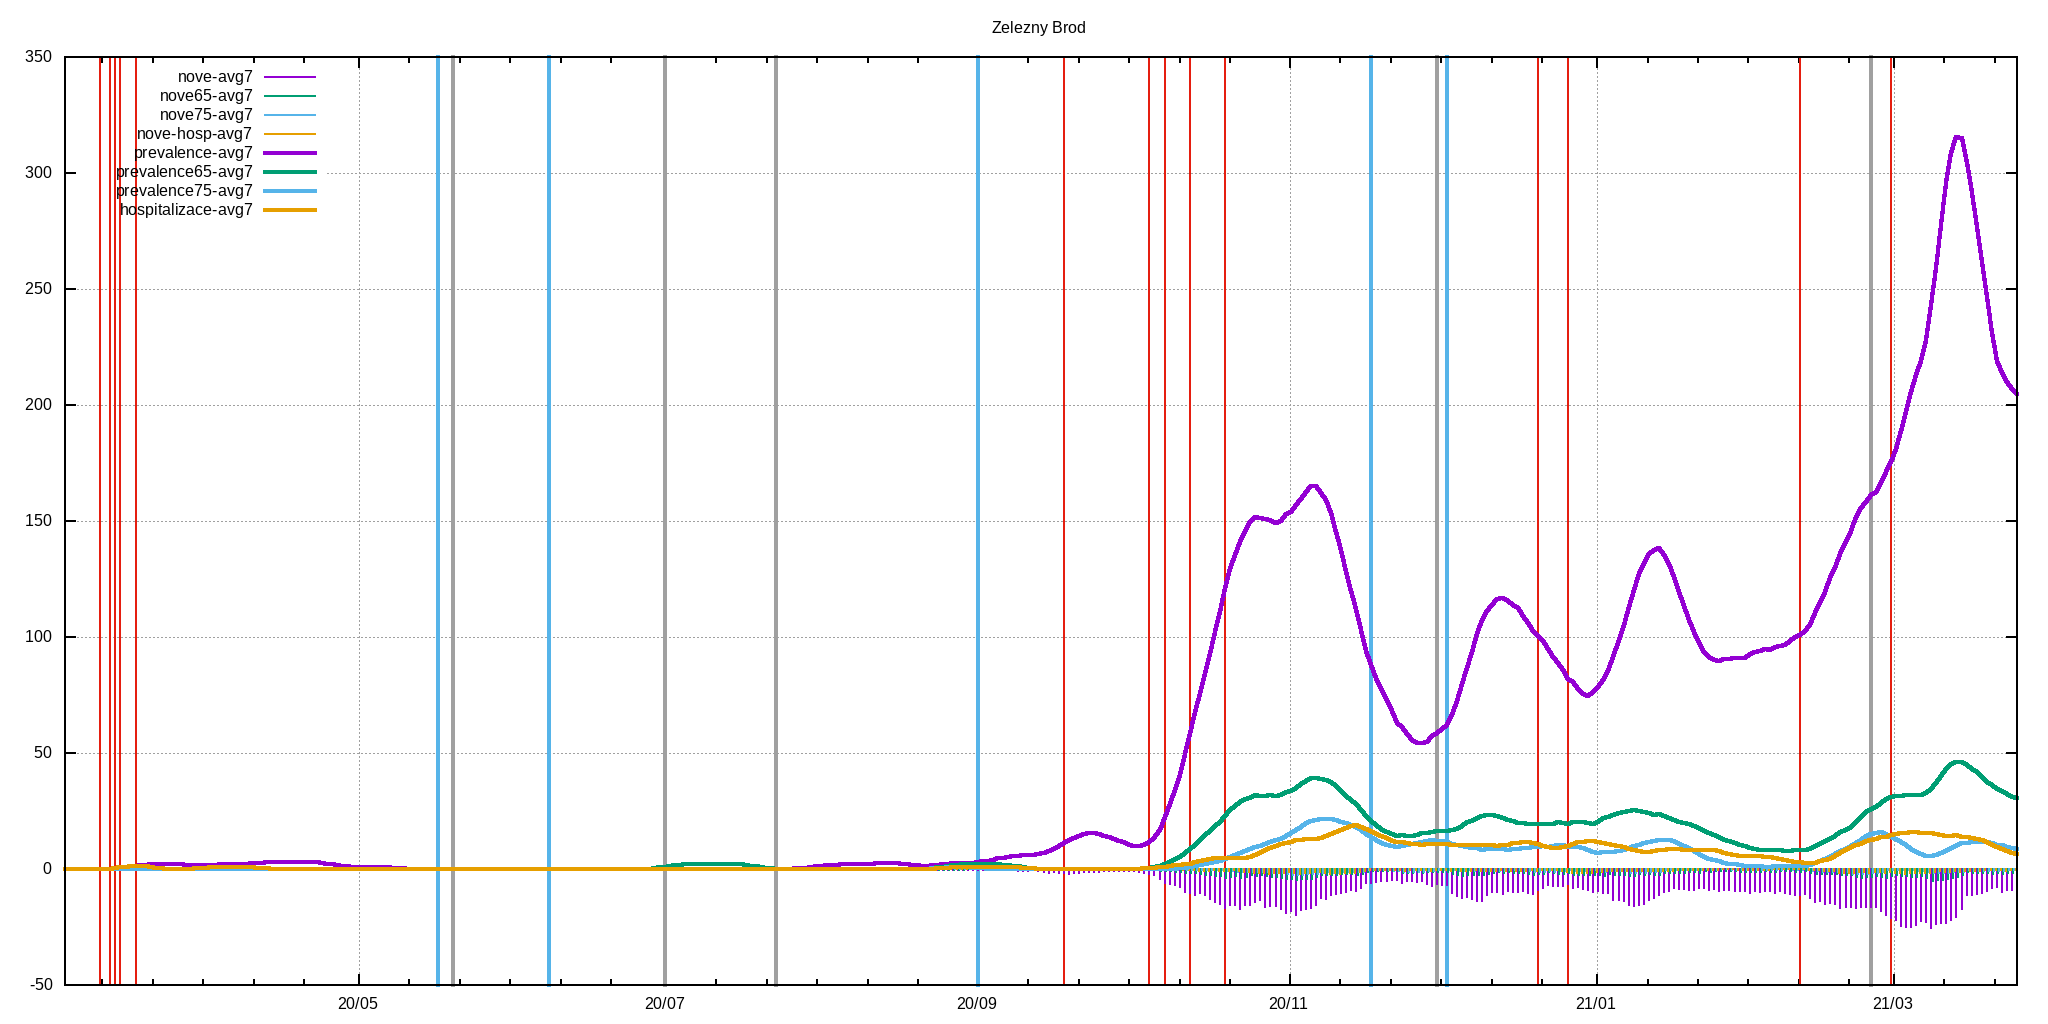 Zelezny Brod
350
300
250
200
150
100
50
0
-50
nove-avg7
nove65-avg7
nove75-avg7
nove-hosp-avg7
prevalence-avg7
prevalence65-avg7
prevalence75-avg7
hospitalizace-avg7
20/05 20/07 20/09 20/11 21/01 21/03